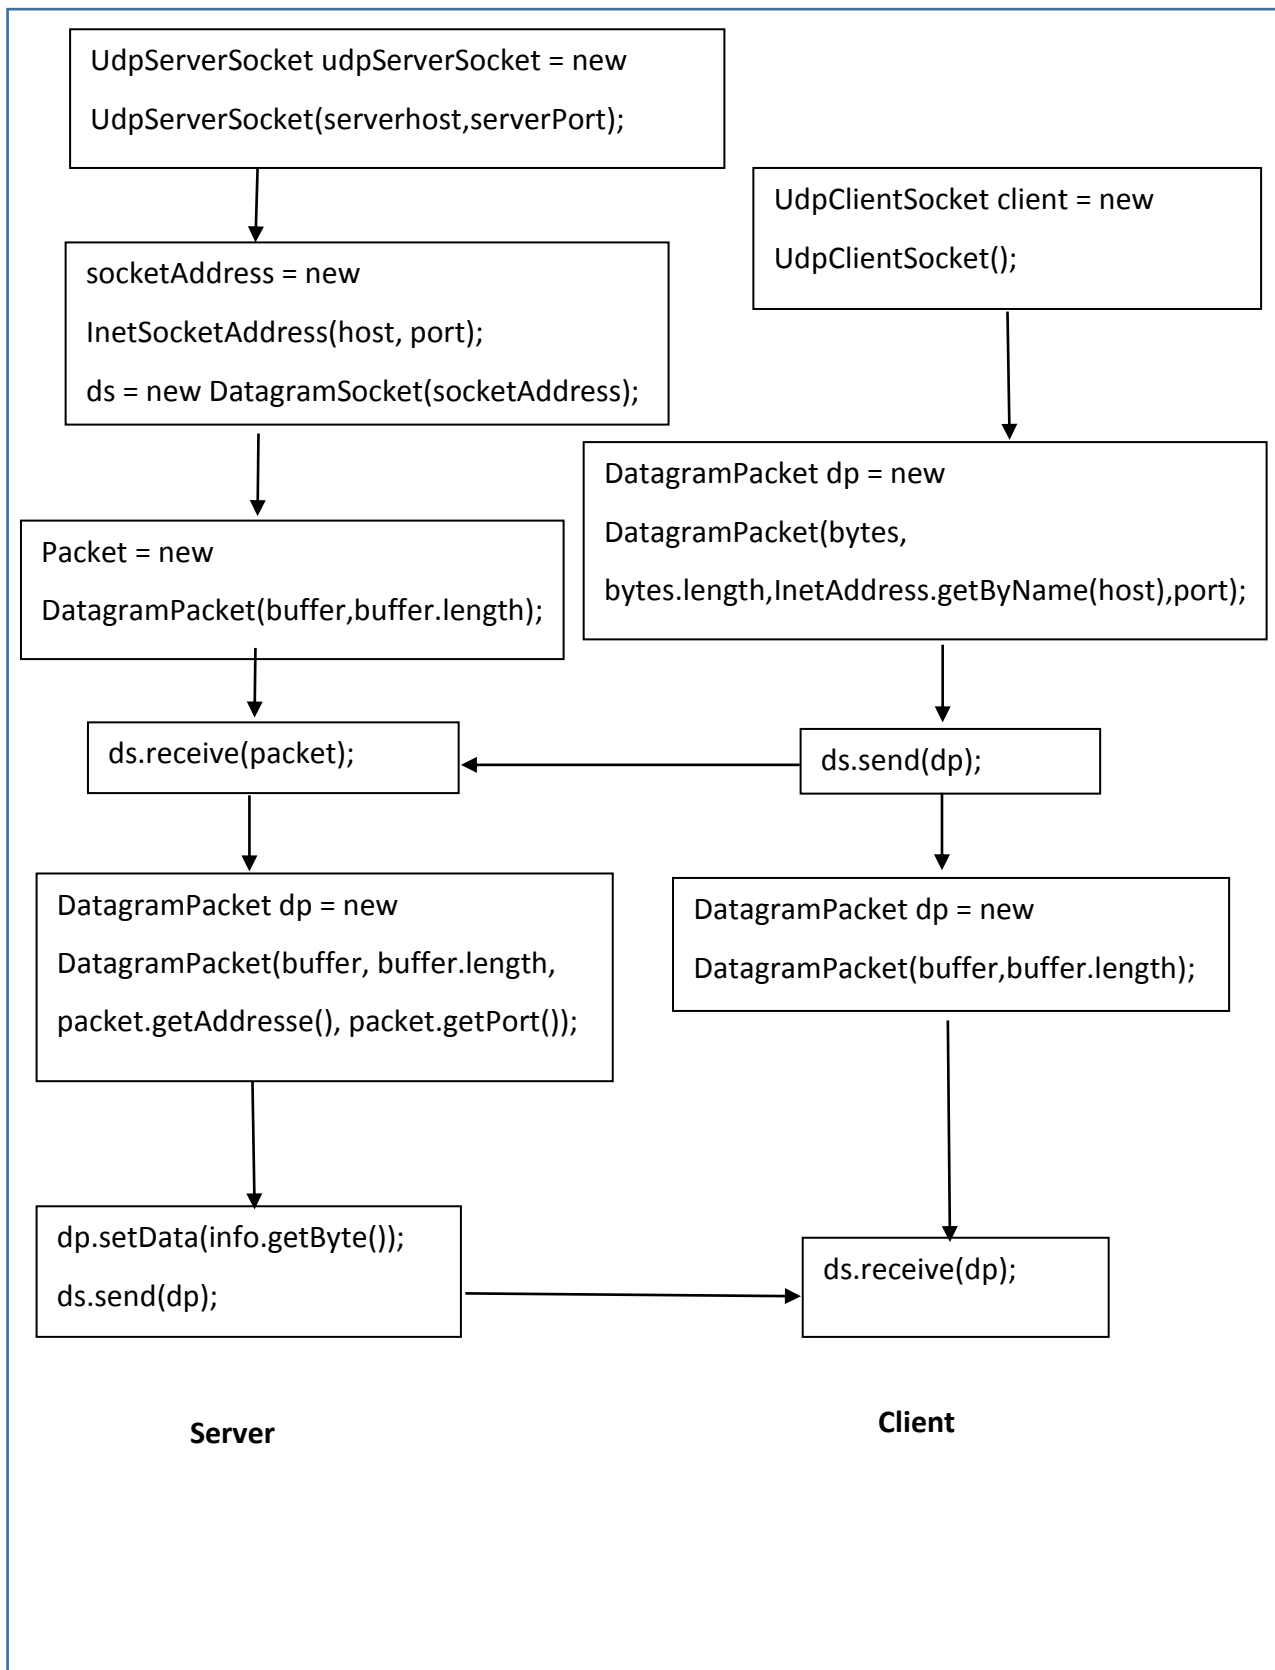 UdpServerSocket udpServerSocket = new
UdpServerSocket(serverhost,serverPort);
socketAddress = new
InetSocketAddress(host, port);
ds = new DatagramSocket(socketAddress);
Packet = new
DatagramPacket(buffer,buffer.length);
ds.receive(packet);
DatagramPacket dp = new
DatagramPacket(buffer, buffer.length,
packet.getAddresse(), packet.getPort());
dp.setData(info.getByte());
ds.send(dp);
Server
UdpClientSocket client = new
UdpClientSocket();
DatagramPacket dp = new
DatagramPacket(bytes,
bytes.length,InetAddress.getByName(host),port);
ds.send(dp);
DatagramPacket dp = new
DatagramPacket(buffer,buffer.length);
ds.receive(dp);
Client